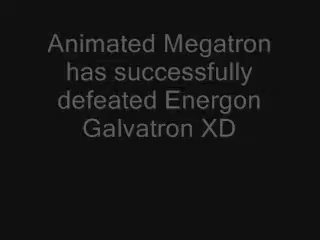 Animated Megatron
has successfully
defeated Energon
Galvatron XD